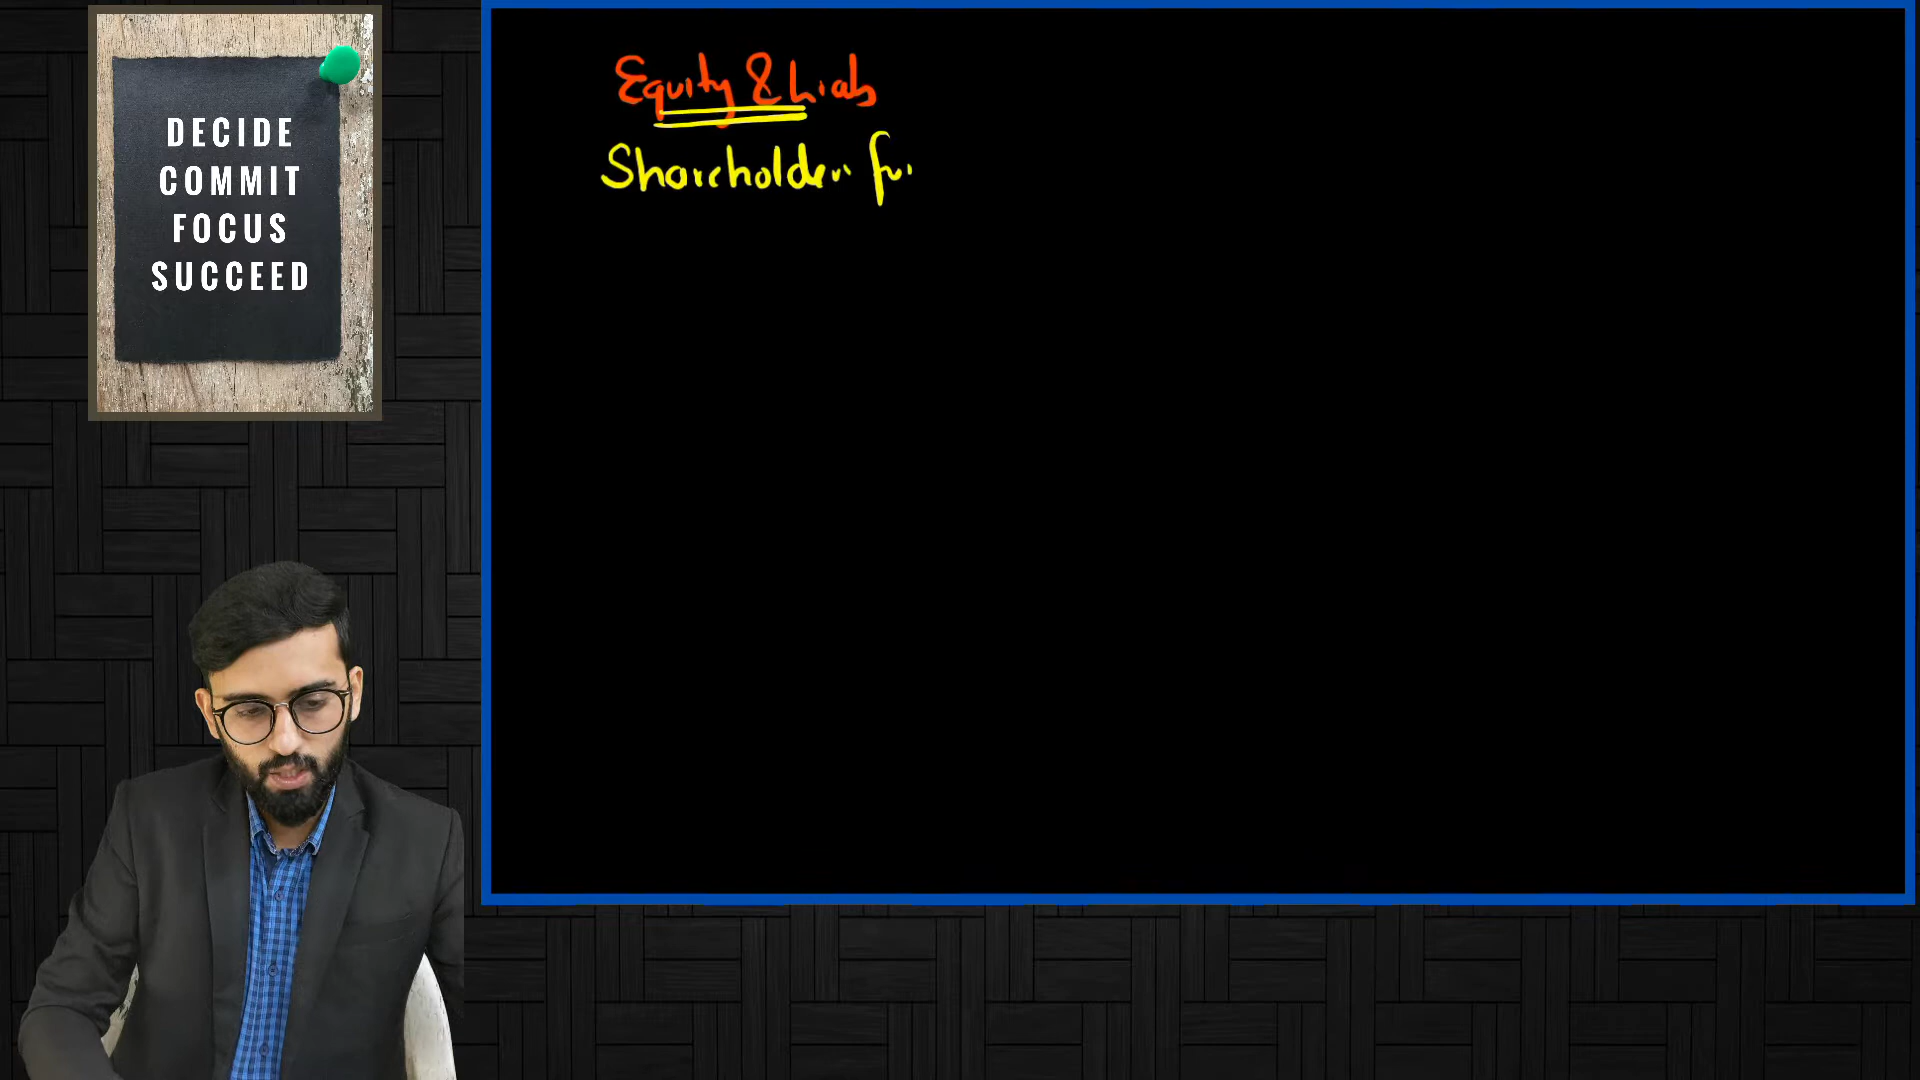 DECIDE
COMMIT
FOCUS
SUCCEED
Equity & Liab
Shareholders